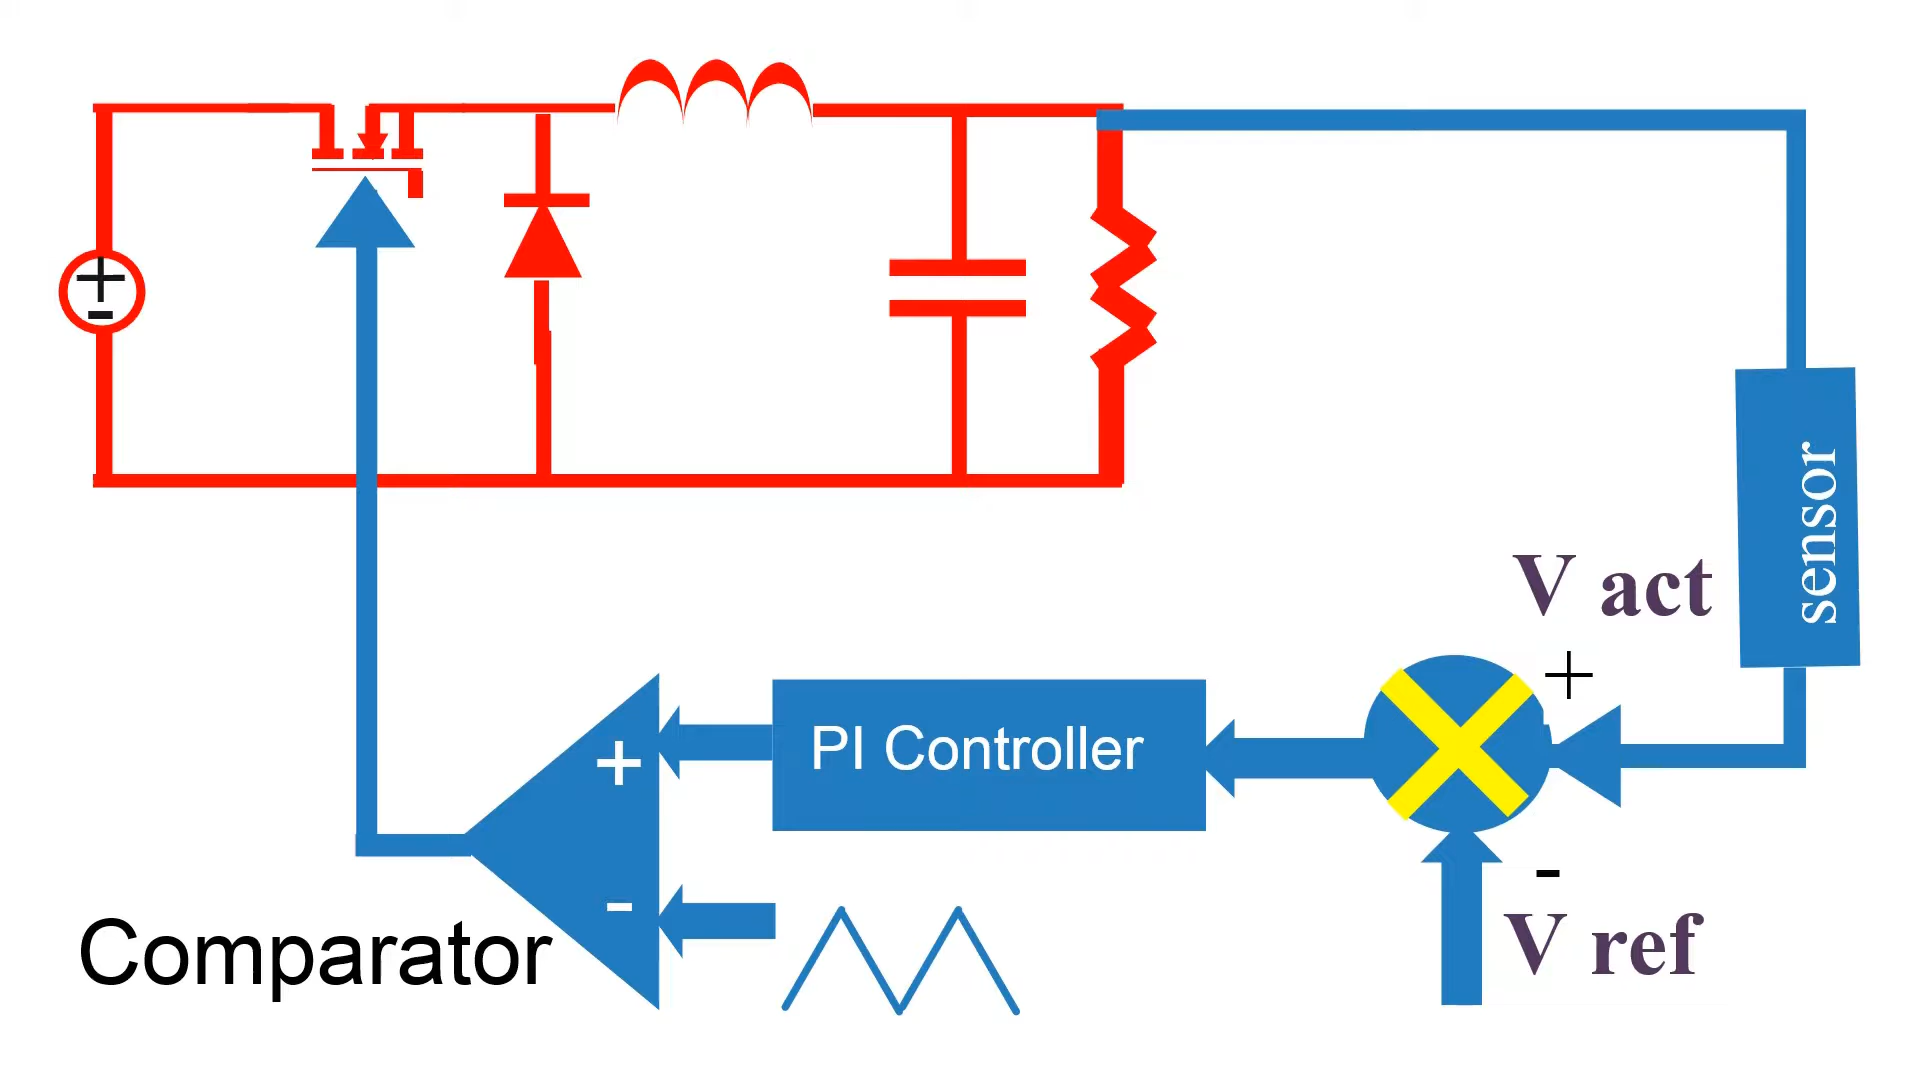 +
-
sensor
V act
+
PI Controller
+
-
-
V ref
Comparator